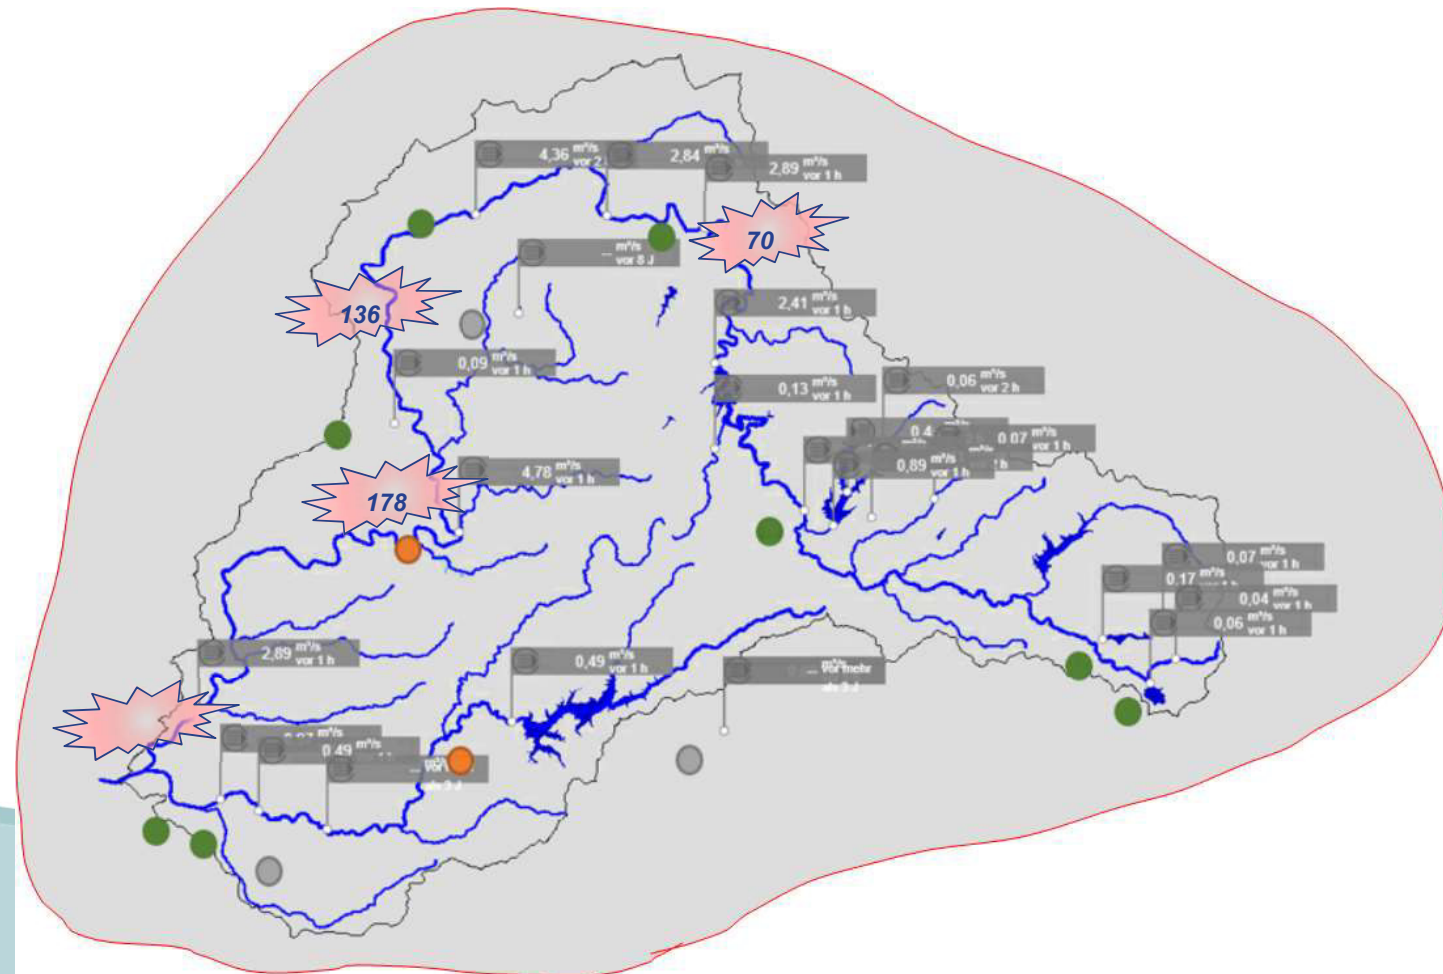 4,36 m³/s
vor 2
2,84
2,89 m³/s
vor 1 h
70
... m³/s
vor 8 J
136
2,41 m³/s
vor 1 h
0,09 m³/s
vor 1 h
0,13 m³/s
vor 1 h
0,06 m³/s
vor 2 h
0,4
0,07 m³/s
vor 1 h
0,89 m³/s
vor 1 h
178
4,78 m³/s
vor 1 h
0,07 m³/s
vor 1 h
0,17 m³/s
0,04 m³/s
vor 1 h
0,06 m³/s
vor 1 h
2,89 m³/s
vor 1 h
0,49 m³/s
vor 1 h
... vor mehr
als 3 J
m³/s
0,49 m³/s
als 3 J